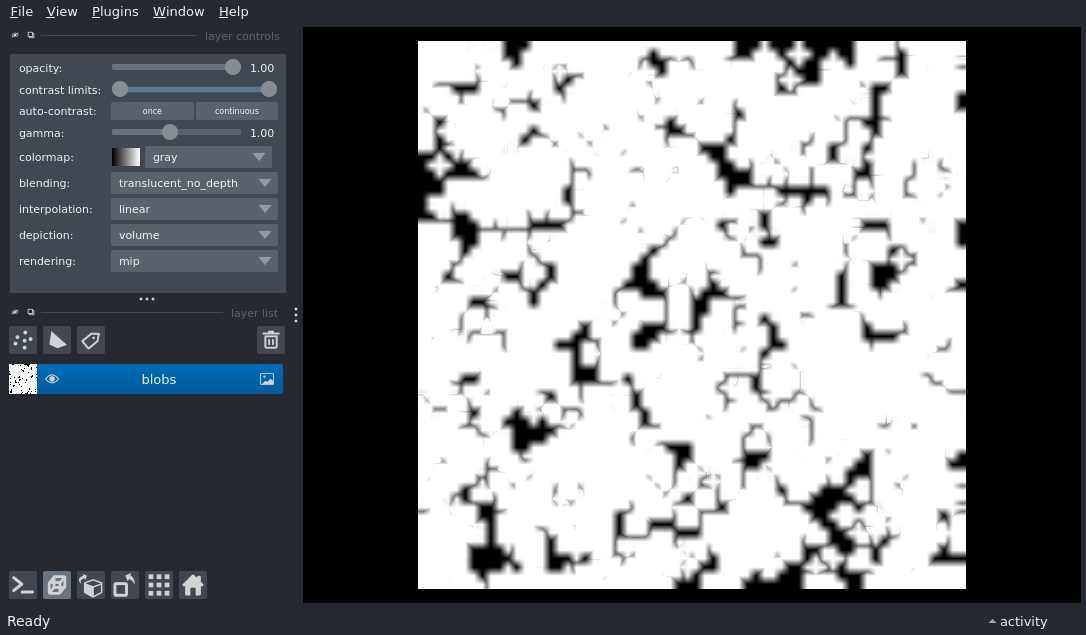 File View Plugins Window Help
layer controls
opacity: 1.00
contrast limits:
auto-contrast: once continuous
gamma: 1.00
colormap: gray
blending: translucent_no_depth
interpolation: linear
depiction: volume
rendering: mip
layer list
blobs
Ready
activity